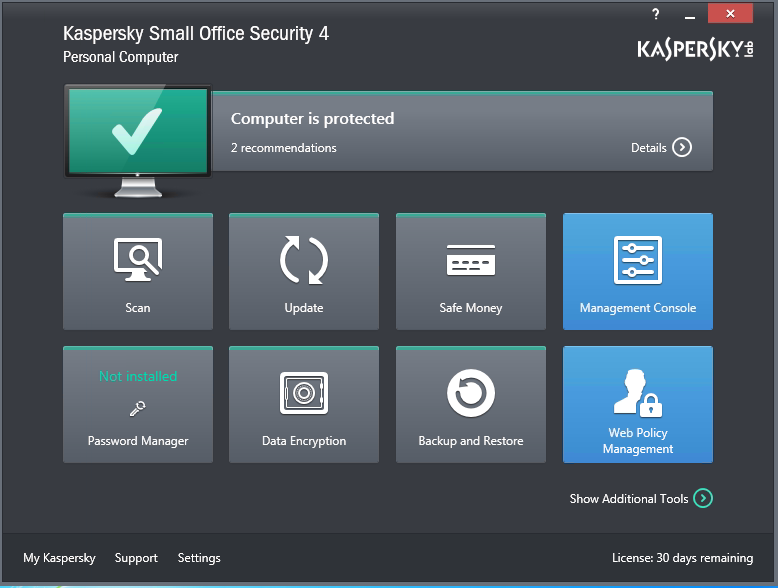 ?
Kaspersky Small Office Security 4
Personal Computer
KASPERSKY lab
Computer is protected
2 recommendations
Details
Scan
Update
Safe Money
Management Console
Not installed
Password Manager
Data Encryption
Backup and Restore
Web Policy
Management
Show Additional Tools
My Kaspersky
Support
Settings
License: 30 days remaining